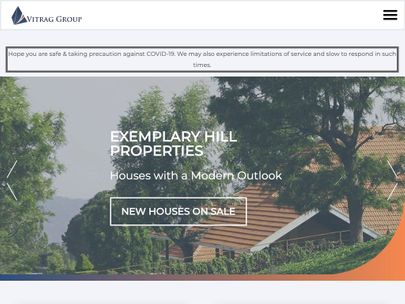 VITRAG GROUP
Hope you are safe & taking precaution against COVID-19. We may also experience limitations of service and slow to respond in such
times.
EXEMPLARY HILL
PROPERTIES
Houses with a Modern Outlook
NEW HOUSES ON SALE